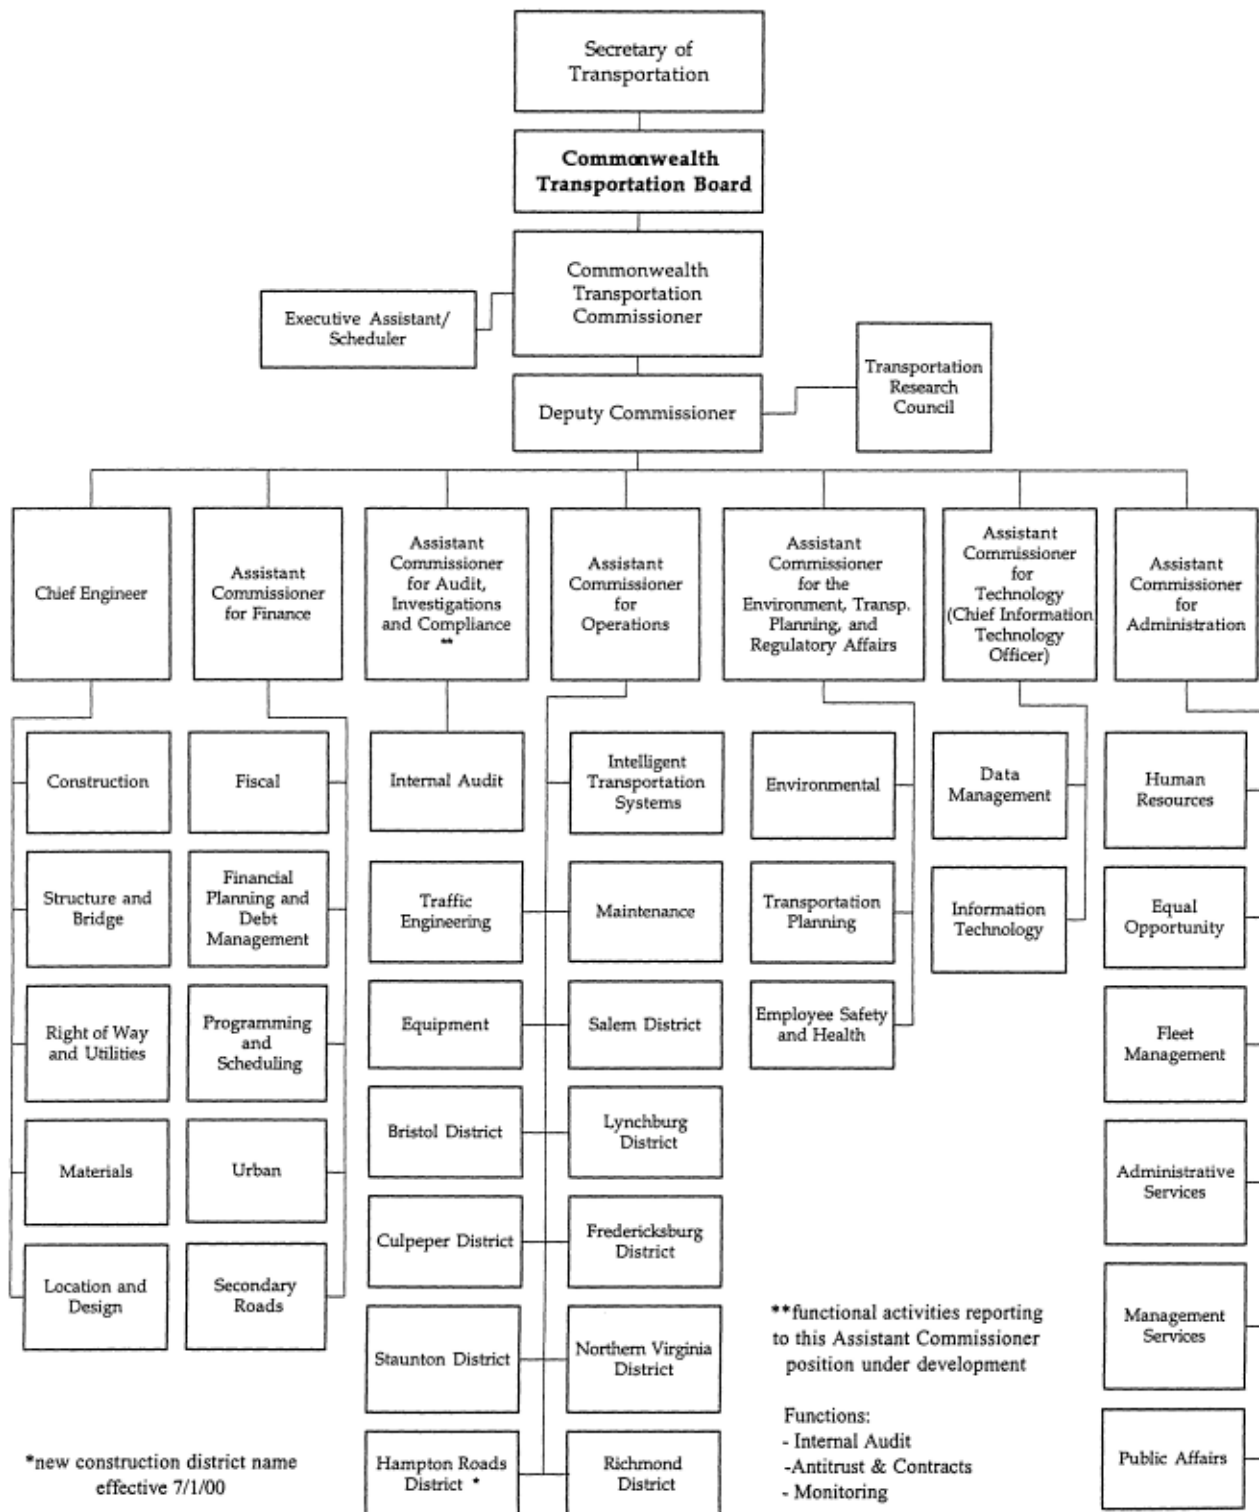 Secretary of
Transportation
Commonwealth
Transportation Board
Commonwealth
Transportation
Commissioner
Executive Assistant/
Scheduler
Transportation
Research
Council
Deputy Commissioner
Chief Engineer
Assistant
Commissioner
for Finance
Assistant
Commissioner
for Audit,
Investigations
and Compliance
**
Assistant
Commissioner
for
Operations
Assistant
Commissioner
for the
Environment, Transp.
Planning, and
Regulatory Affairs
Assistant
Commissioner
for
Technology
(Chief Information
Technology
Officer)
Assistant
Commissioner
for
Administration
Construction
Fiscal
Internal Audit
Intelligent
Transportation
Systems
Environmental
Data
Management
Human
Resources
Structure and
Bridge
Financial
Planning and
Debt
Management
Traffic
Engineering
Maintenance
Transportation
Planning
Information
Technology
Equal
Opportunity
Right of Way
and Utilities
Programming
and
Scheduling
Equipment
Salem District
Employee Safety
and Health
Fleet
Management
Materials
Urban
Bristol District
Lynchburg
District
Administrative
Services
Location and
Design
Secondary
Roads
Culpeper District
Fredericksburg
District
Staunton District
Northern Virginia
District
**functional activities reporting
to this Assistant Commissioner
position under development
Management
Services
*new construction district name
effective 7/1/00
Hampton Roads
District *
Richmond
District
Functions:
- Internal Audit
-Antitrust & Contracts
- Monitoring
Public Affairs